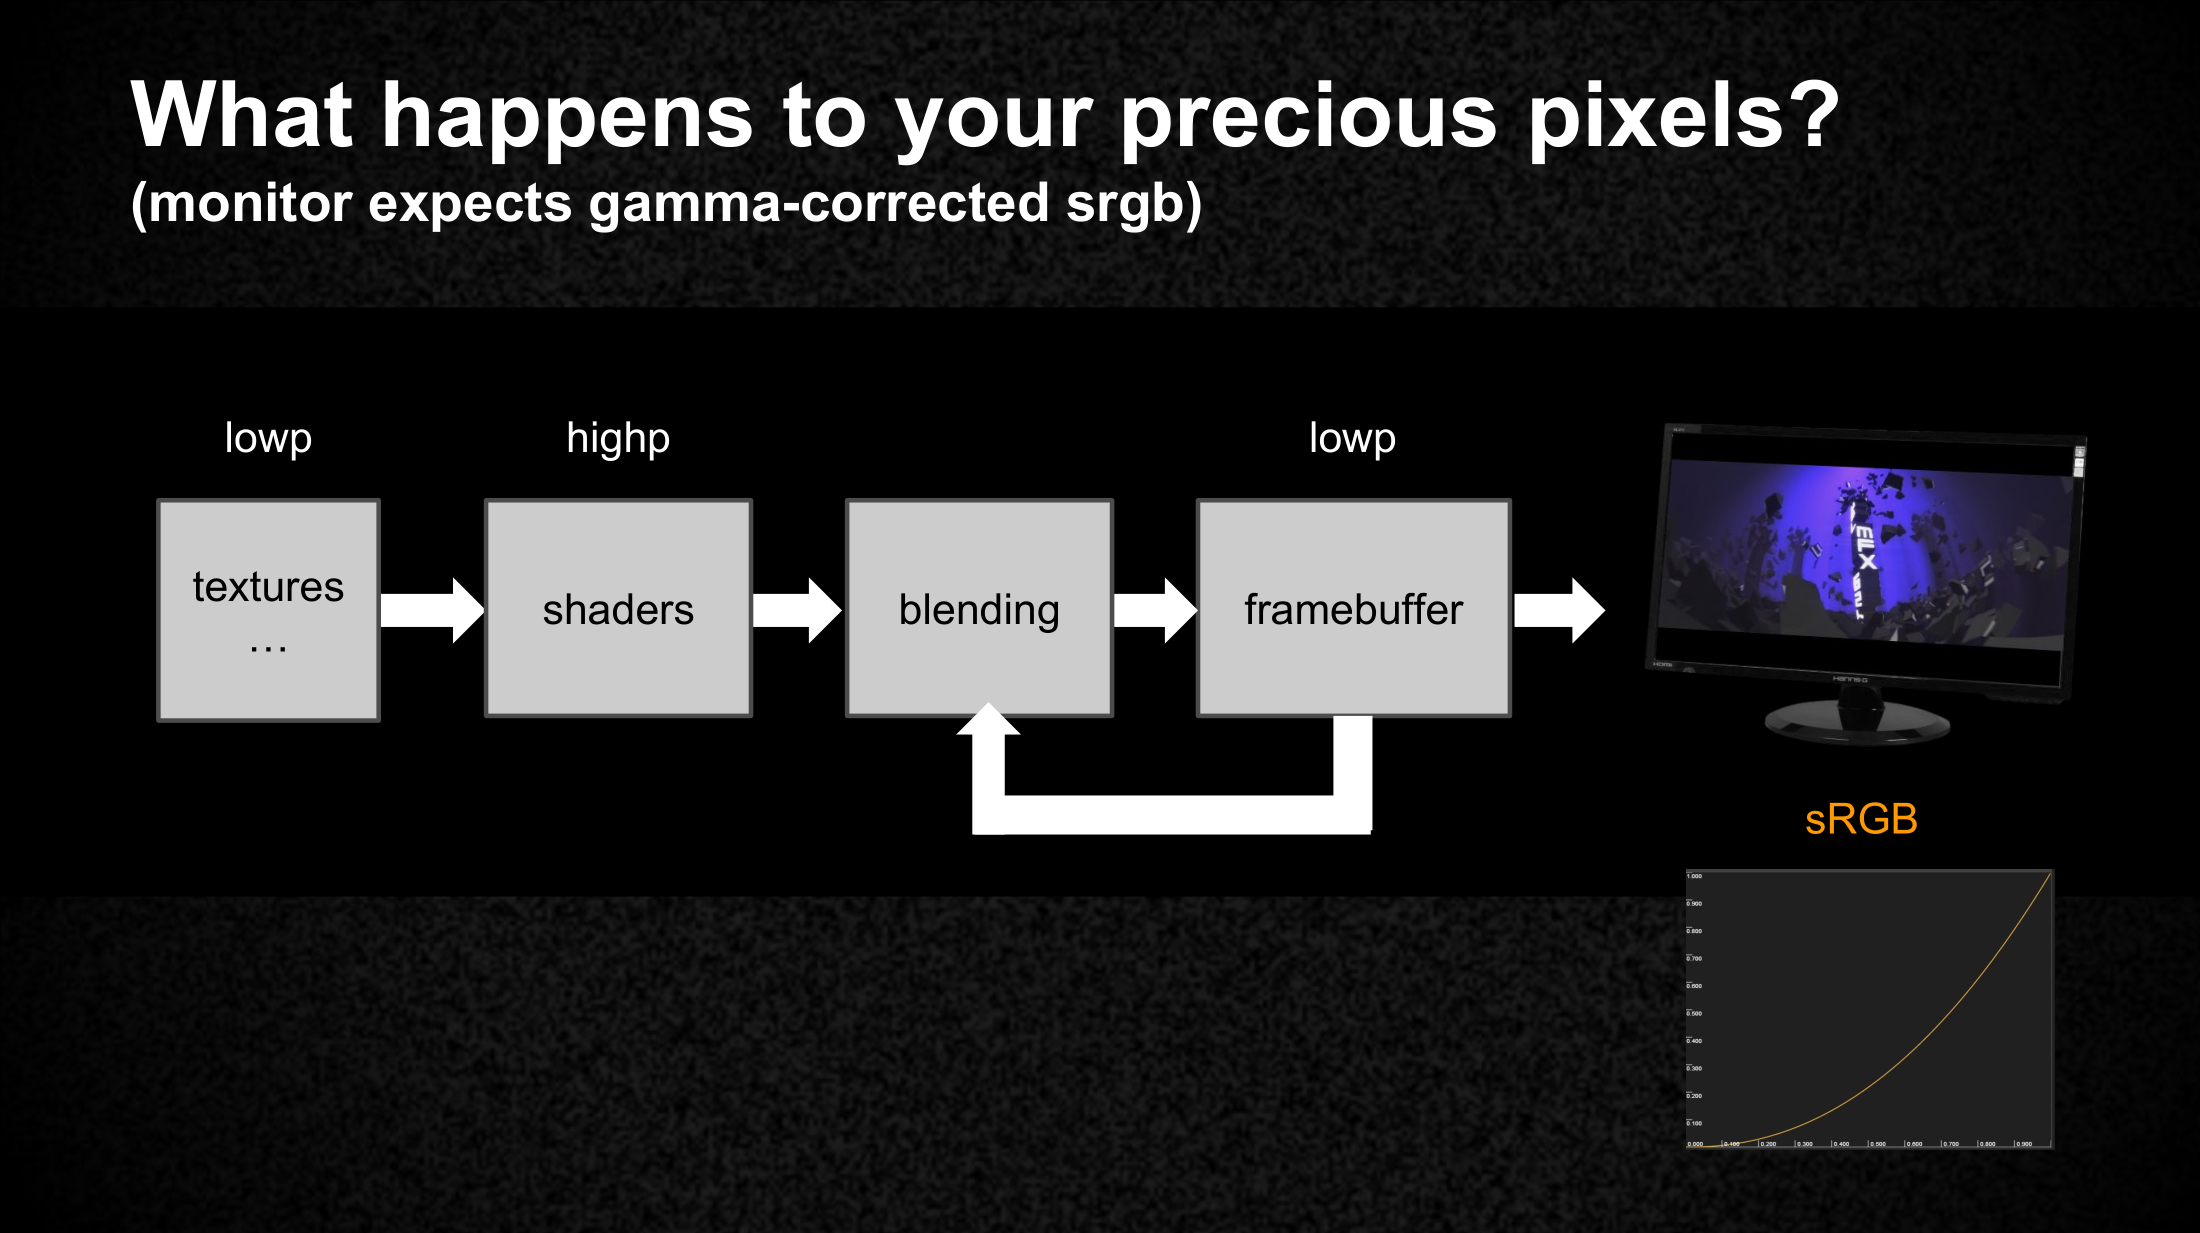 What happens to your precious pixels?
(monitor expects gamma-corrected srgb)
lowp
highp
lowp
textures
…
shaders
blending
framebuffer
HDMI
Hanns-G
sRGB
1.000
0.900
0.800
0.700
0.600
0.500
0.400
0.300
0.200
0.100
0.000 0.100 0.200 0.300 0.400 0.500 0.600 0.700 0.800 0.900